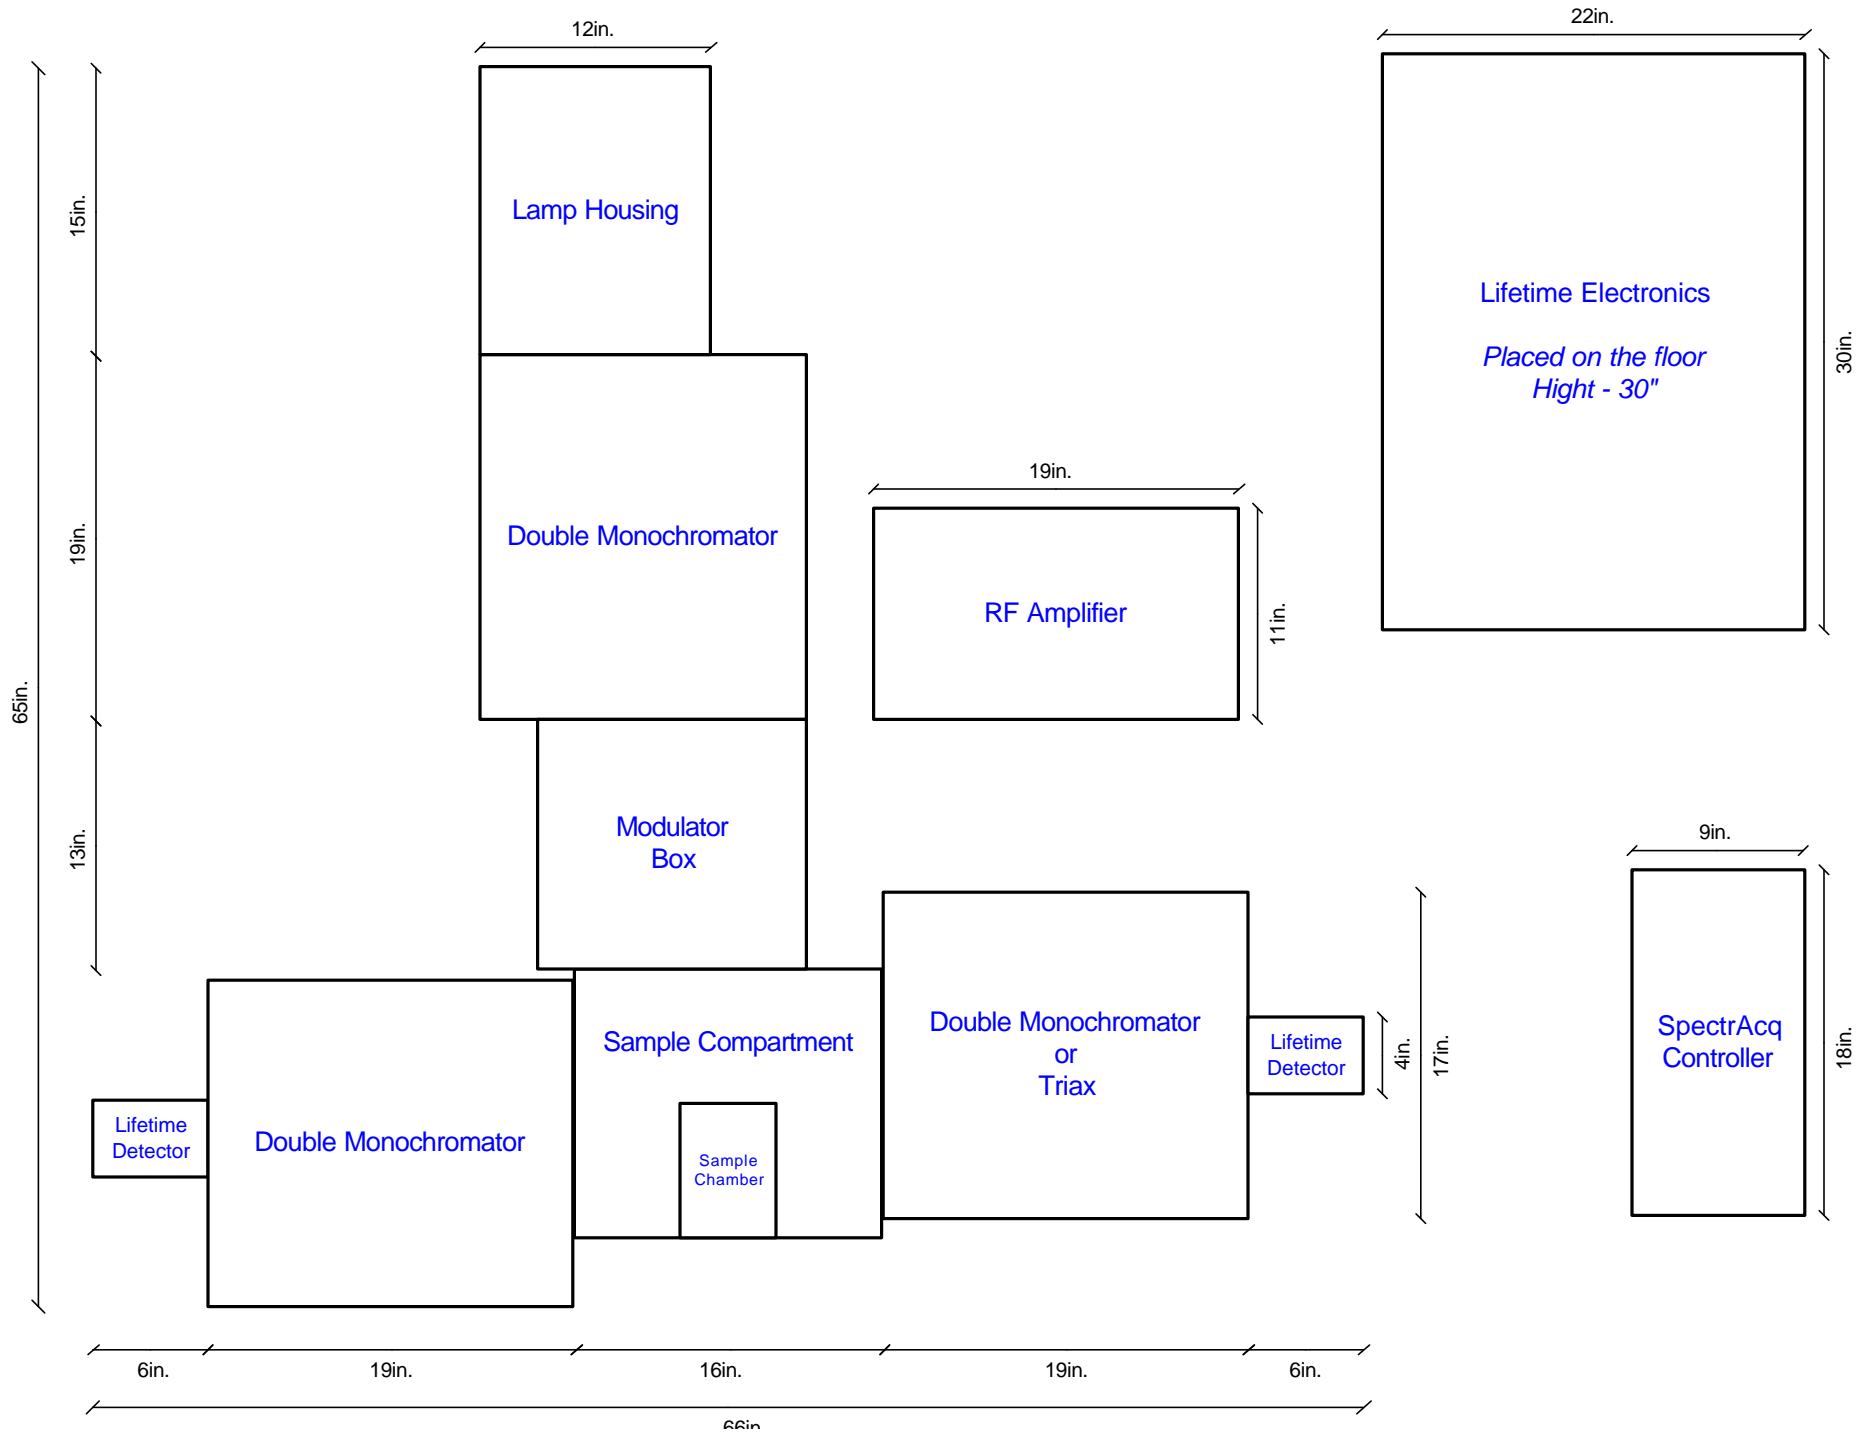 12in.
22in.
15in.
Lamp Housing
Lifetime Electronics
Placed on the floor
Hight - 30"
30in.
19in.
19in.
Double Monochromator
RF Amplifier
11in.
65in.
13in.
Modulator
Box
9in.
Sample Compartment
Double Monochromator
or
Triax
Lifetime
Detector
4in.
17in.
SpectrAcq
Controller
18in.
Lifetime
Detector
Double Monochromator
Sample
Chamber
6in.
19in.
16in.
19in.
6in.
66in